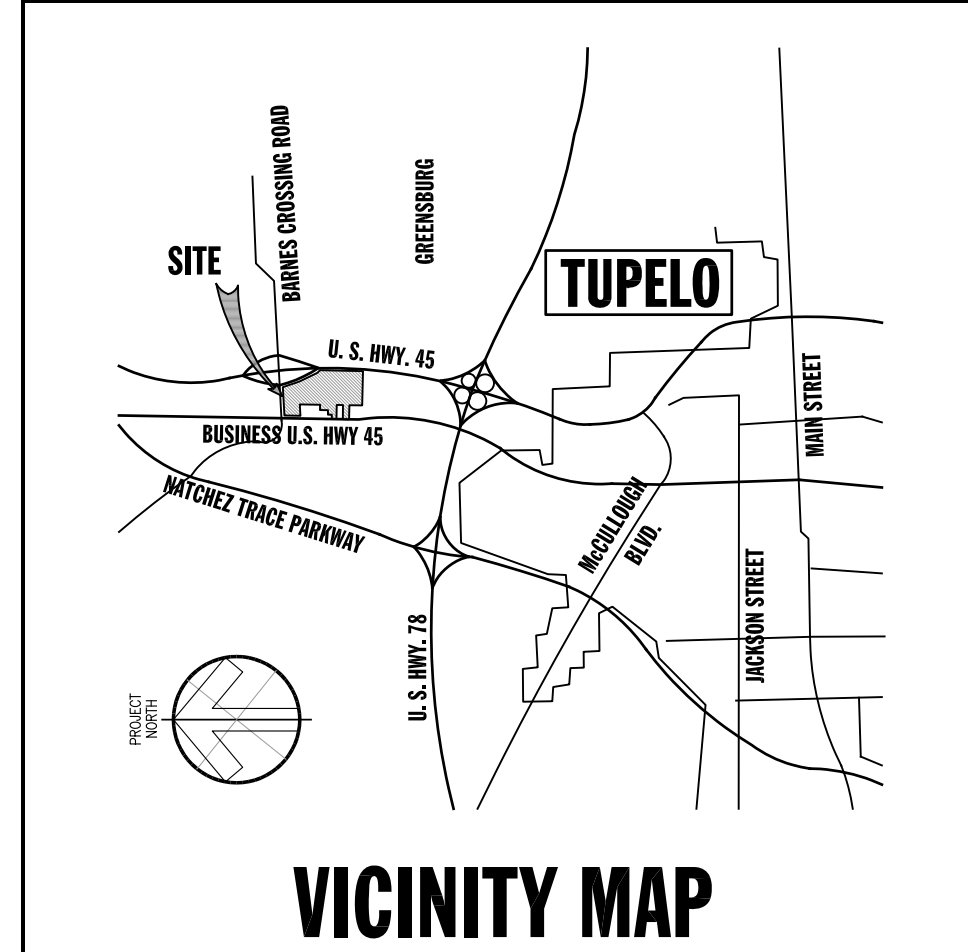 BARNES CROSSING ROAD
GREENSBURG
SITE
TUPELO
U. S. HWY. 45
MAIN STREET
BUSINESS U.S. HWY 45
NATCHEZ TRACE PARKWAY
McCULLOUGH
BLVD.
JACKSON STREET
U. S. HWY. 78
PROJECT
NORTH
VICINITY MAP